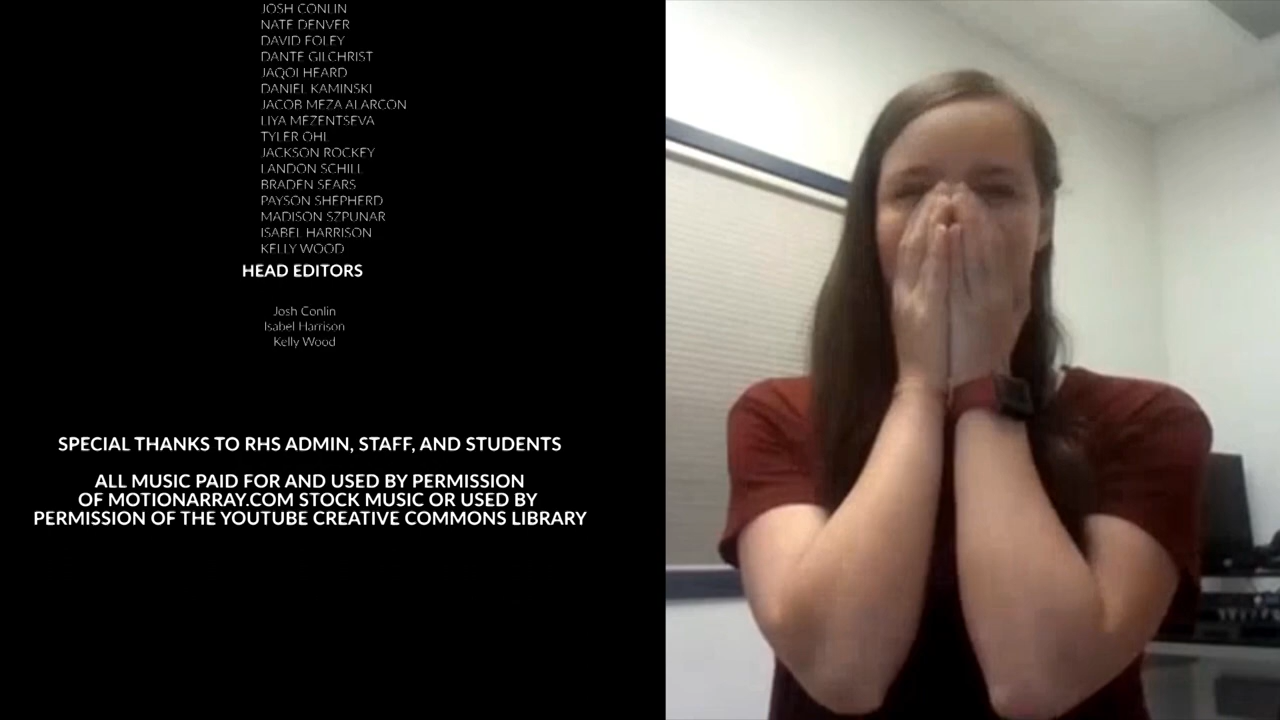 JOSH CONLIN
NATE DENVER
DAVID FOLEY
DANTE GILCHRIST
JAQOI HEARD
DANIEL KAMINSKI
JACOB MEZA ALARCON
LIYA MEZENTSEVA
TYLER OHL
JACKSON ROCKEY
LANDON SCHILL
BRADEN SEARS
PAYSON SHEPHERD
MADISON SZPUNAR
ISABEL HARRISON
KELLY WOOD
HEAD EDITORS
Josh Conlin
Isabel Harrison
Kelly Wood
SPECIAL THANKS TO RHS ADMIN, STAFF, AND STUDENTS
ALL MUSIC PAID FOR AND USED BY PERMISSION
OF MOTIONARRAY.COM STOCK MUSIC OR USED BY
PERMISSION OF THE YOUTUBE CREATIVE COMMONS LIBRARY